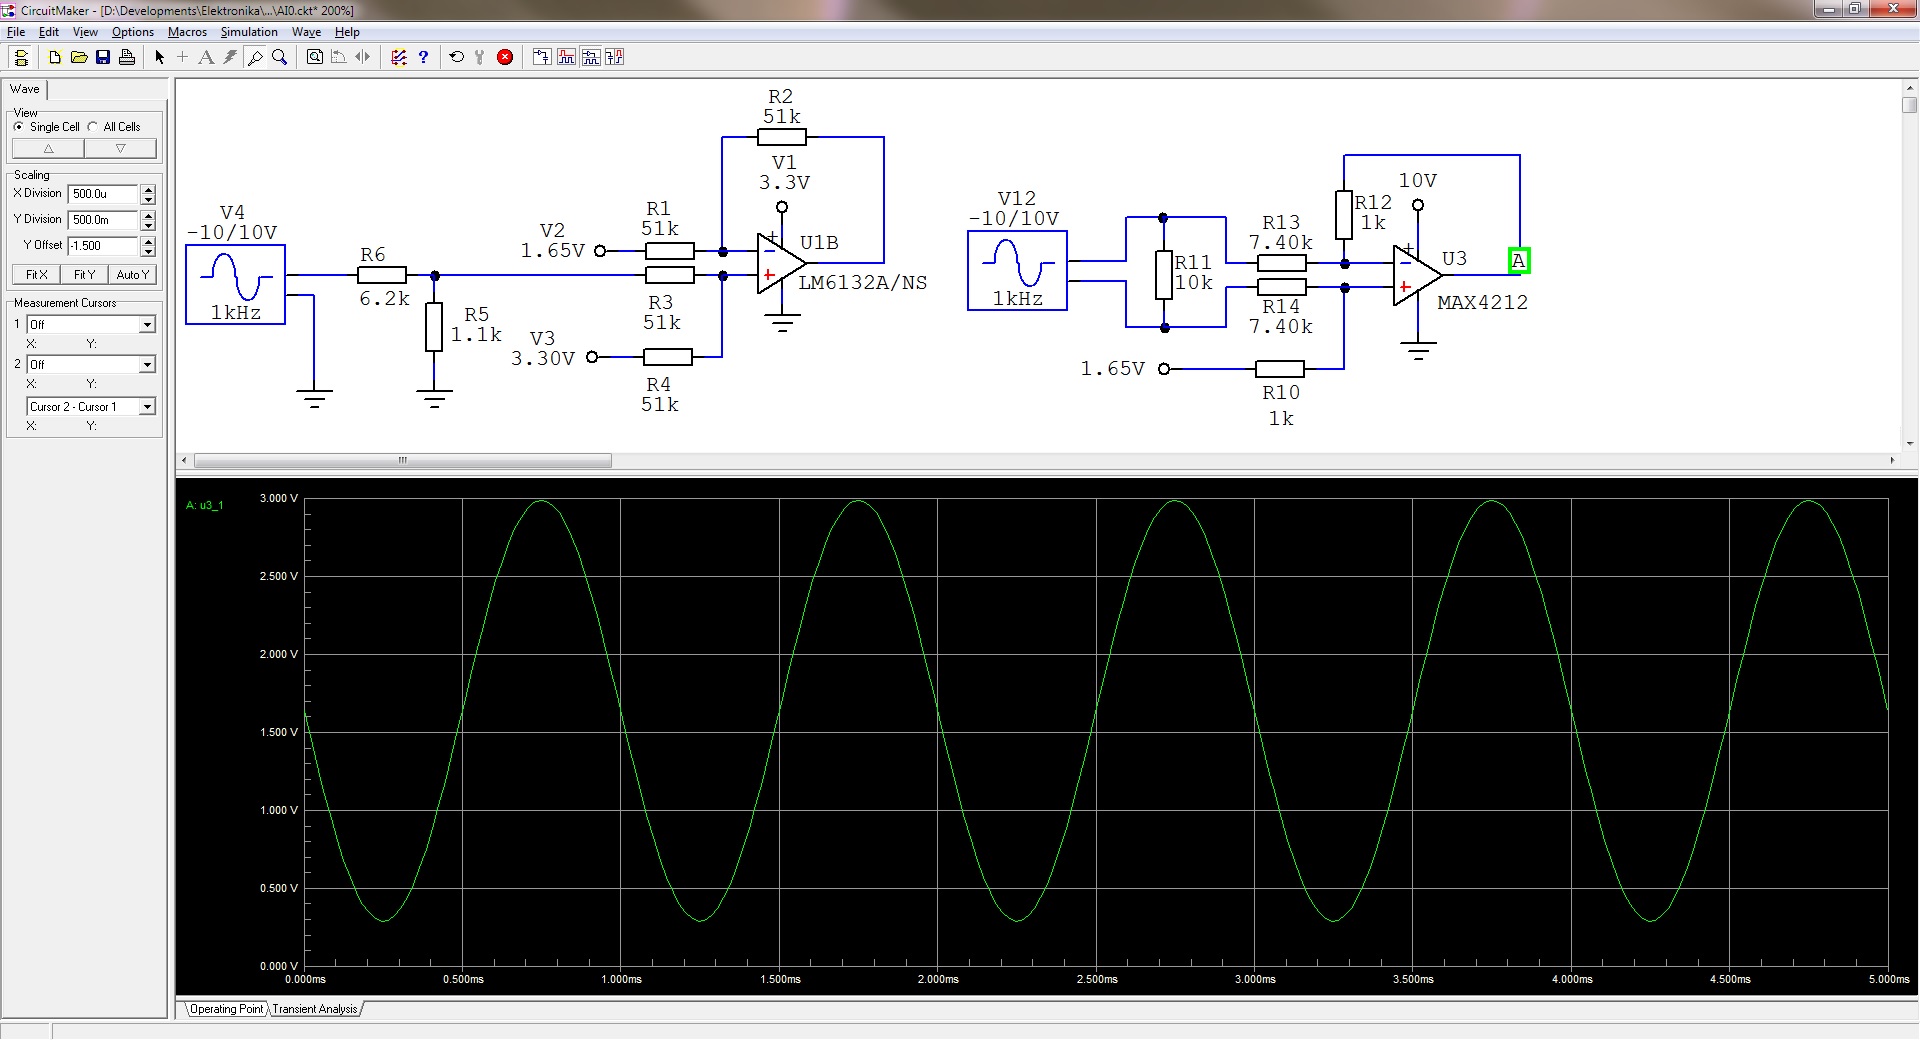 CircuitMaker - [D:\Developments\Elektronika\...\AI0.ckt* 200%]
File Edit View Options Macros Simulation Wave Help
Wave
View
Single Cell All Cells
Scaling
X Division 500.0u
Y Division 500.0m
Y Offset -1.500
Fit X Fit Y Auto Y
Measurement Cursors
1 Off
X: Y:
2 Off
X: Y:
Cursor 2 - Cursor 1
X: Y:
V4
-10/10V
1kHz
R6
6.2k
R5
1.1k
V2
1.65V
R1
51k
R2
51k
V1
3.3V
U1B
LM6132A/NS
R3
51k
V3
3.30V
R4
51k
V12
-10/10V
1kHz
R11
10k
R13
7.40k
R14
7.40k
R12
1k
10V
U3
MAX4212
A
1.65V
R10
1k
A: u3_1
3.000 V
2.500 V
2.000 V
1.500 V
1.000 V
0.500 V
0.000 V
0.000ms 0.500ms 1.000ms 1.500ms 2.000ms 2.500ms 3.000ms 3.500ms 4.000ms 4.500ms 5.000ms
Operating Point Transient Analysis